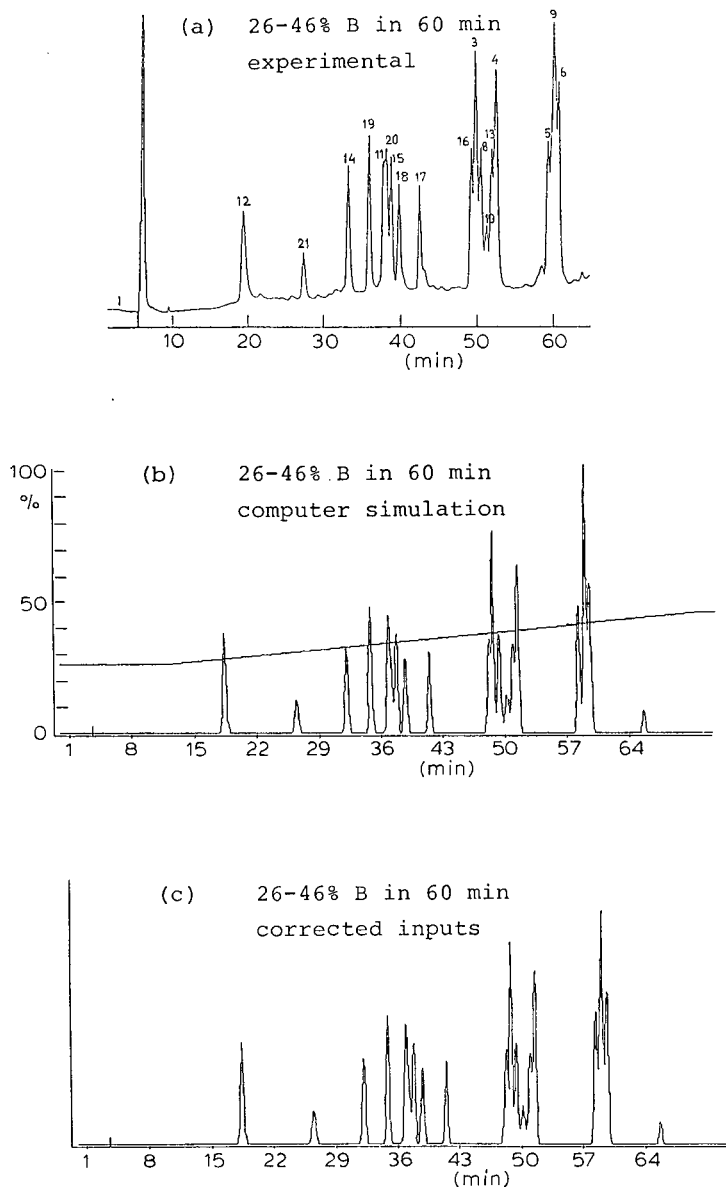 (a) 26-46% B in 60 min
experimental
9
3
4
6
19
20
16
8
13
5
14
11
15
18
17
12
10
21
1
10 20 30 40 50 60
(min)
(b) 26-46% B in 60 min
computer simulation
100
%
50
0
1 8 15 22 29 36 43 50 57 64
(min)
(c) 26-46% B in 60 min
corrected inputs
1 8 15 22 29 36 43 50 57 64
(min)